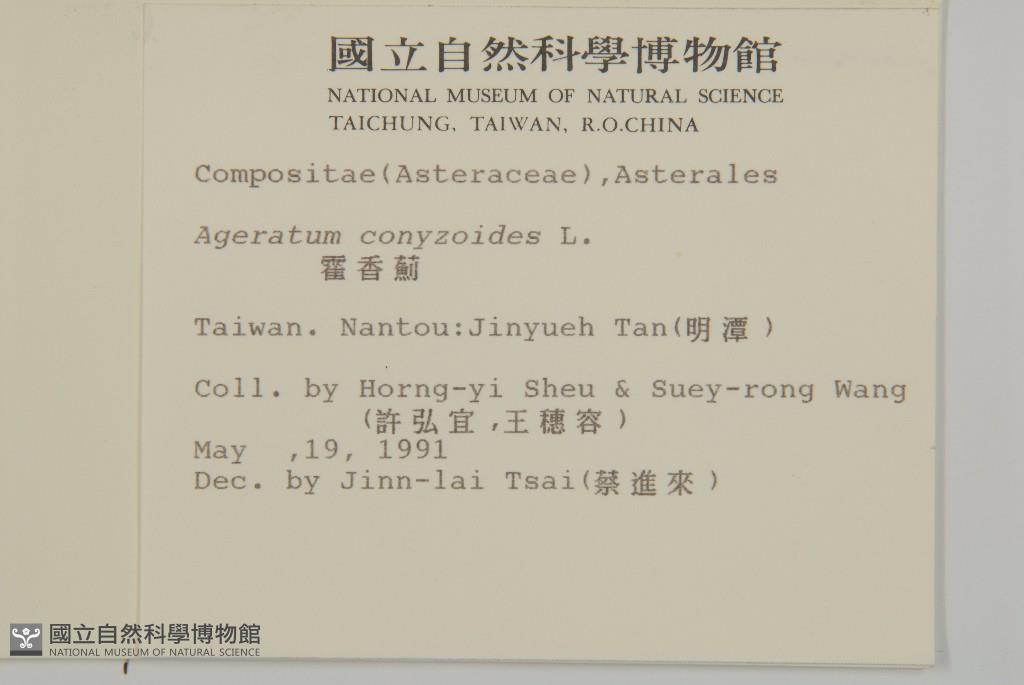 國立自然科學博物館
NATIONAL MUSEUM OF NATURAL SCIENCE
TAICHUNG, TAIWAN, R.O.CHINA
Compositae(Asteraceae),Asterales
Ageratum conyzoides L.
霍香薊
Taiwan. Nantou:Jinyueh Tan(明潭)
Coll. by Horng-yi Sheu & Suey-rong Wang
(許弘宜,王穗容)
May ,19, 1991
Dec. by Jinn-lai Tsai(蔡進來)
國立自然科學博物館
NATIONAL MUSEUM OF NATURAL SCIENCE